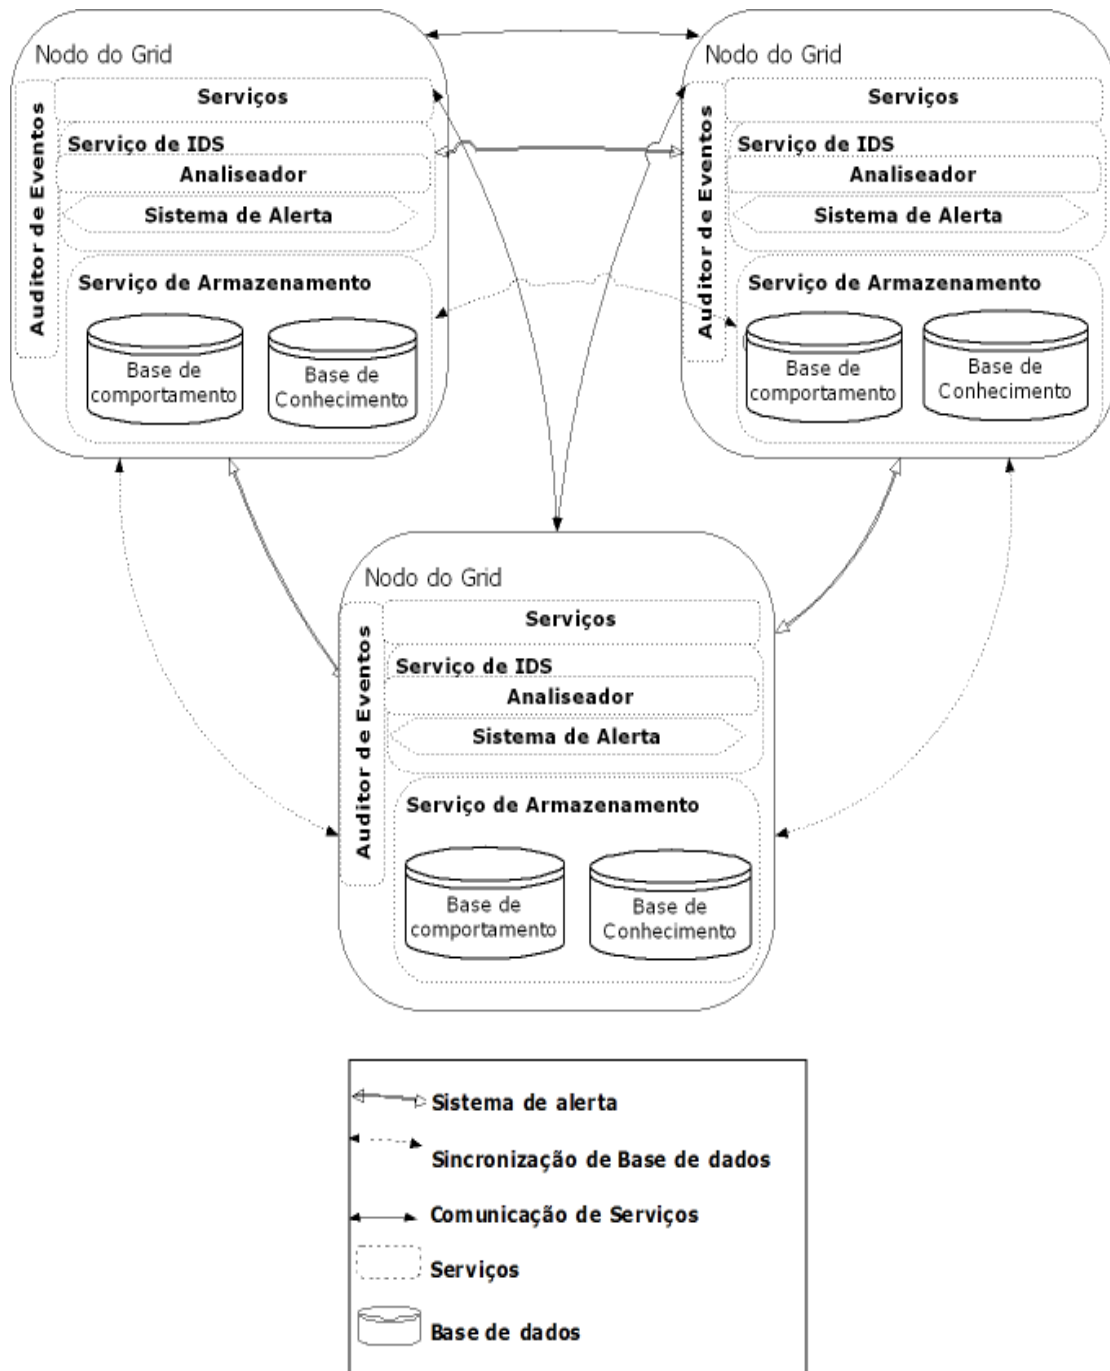 Nodo do Grid
Auditor de Eventos
Serviços
Serviço de IDS
Analiseador
Sistema de Alerta
Serviço de Armazenamento
Base de
comportamento
Base de
Conhecimento
Nodo do Grid
Auditor de Eventos
Serviços
Serviço de IDS
Analiseador
Sistema de Alerta
Serviço de Armazenamento
Base de
comportamento
Base de
Conhecimento
Nodo do Grid
Auditor de Eventos
Serviços
Serviço de IDS
Analiseador
Sistema de Alerta
Serviço de Armazenamento
Base de
comportamento
Base de
Conhecimento
Sistema de alerta
Sincronização de Base de dados
Comunicação de Serviços
Serviços
Base de dados